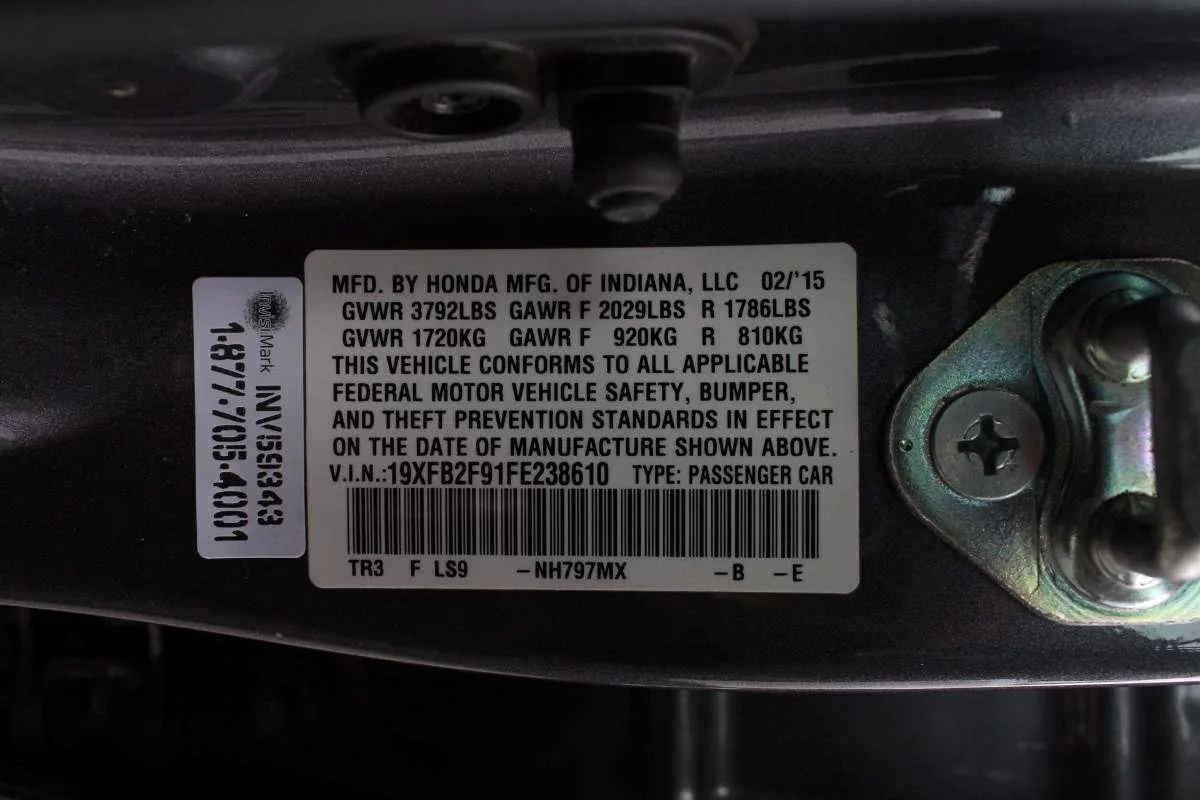 MFD. BY HONDA MFG. OF INDIANA, LLC 02/'15
GVWR 3792LBS GAWR F 2029LBS R 1786LBS
GVWR 1720KG GAWR F 920KG R 810KG
THIS VEHICLE CONFORMS TO ALL APPLICABLE
FEDERAL MOTOR VEHICLE SAFETY, BUMPER,
AND THEFT PREVENTION STANDARDS IN EFFECT
ON THE DATE OF MANUFACTURE SHOWN ABOVE.
V.I.N.:19XFB2F91FE238610 TYPE: PASSENGER CAR
TR3 F LS9 -NH797MX -B -E
InvisiMark INV59343
1-877-705-4001